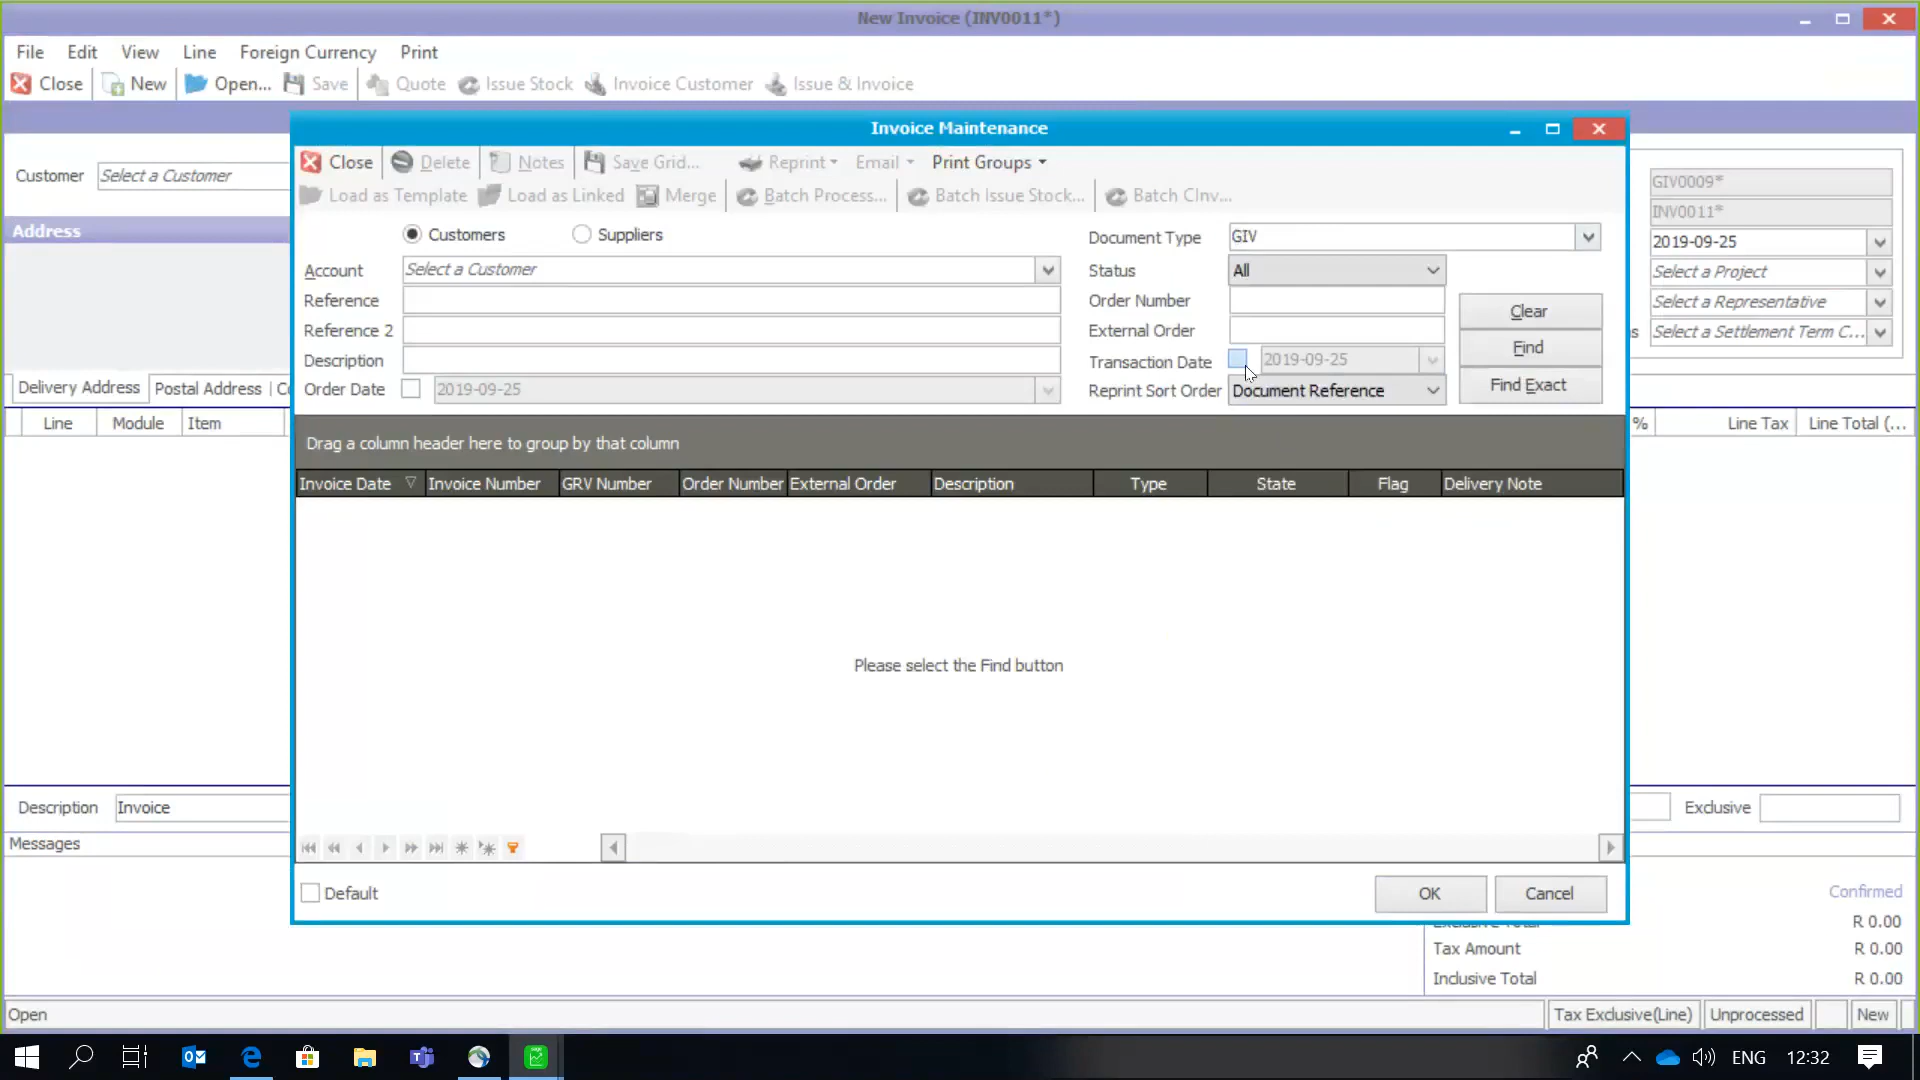 New Invoice (INV0011*)
File Edit View Line Foreign Currency Print
Close New Open... Save Quote Issue Stock Invoice Customer Issue & Invoice
Invoice Maintenance
Close Delete Notes Save Grid... Reprint Email Print Groups
Load as Template Load as Linked Merge Batch Process... Batch Issue Stock... Batch CInv...
Customer Select a Customer
Address
Customers Suppliers
Document Type GIV
Account Select a Customer
Status All
Reference
Order Number
Reference 2
External Order
Description
Transaction Date 2019-09-25
Order Date 2019-09-25
Reprint Sort Order Document Reference
Clear
Find
Find Exact
GIV0009*
INV0011*
2019-09-25
Select a Project
Select a Representative
s Select a Settlement Term C...
Delivery Address Postal Address
Line Module Item
% Line Tax Line Total (...
Drag a column header here to group by that column
Invoice Date Invoice Number GRV Number Order Number External Order Description Type State Flag Delivery Note
Please select the Find button
Default
OK Cancel
Description Invoice
Exclusive
Messages
Confirmed
R 0.00
Tax Amount R 0.00
Inclusive Total R 0.00
Open
Tax Exclusive(Line) Unprocessed New
ENG 12:32